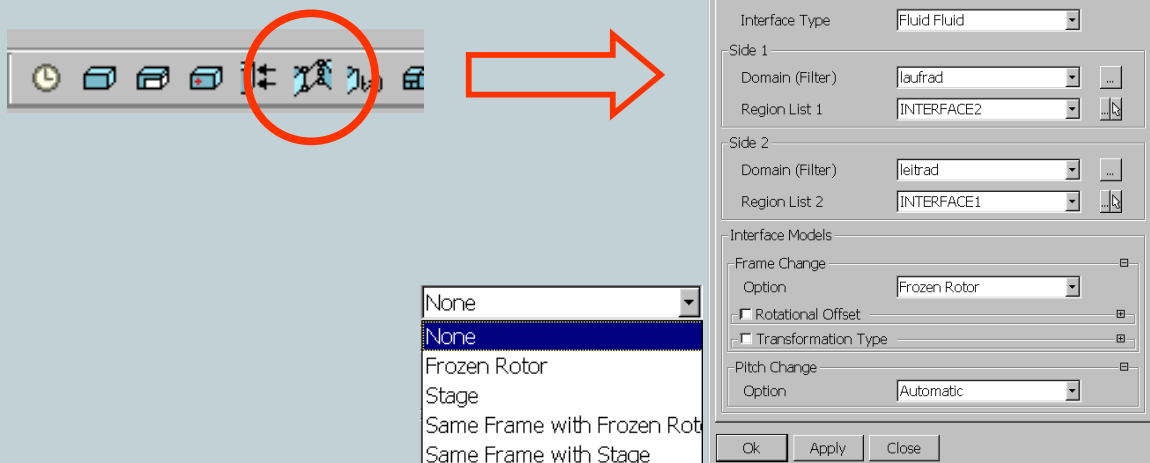 Interface Type Fluid Fluid
Side 1
Domain (Filter) laufrad ...
Region List 1 INTERFACE2 ...
Side 2
Domain (Filter) leitrad ...
Region List 2 INTERFACE1 ...
Interface Models
Frame Change
Option Frozen Rotor
Rotational Offset
Transformation Type
Pitch Change
Option Automatic
Ok Apply Close
None
None
Frozen Rotor
Stage
Same Frame with Frozen Rot
Same Frame with Stage